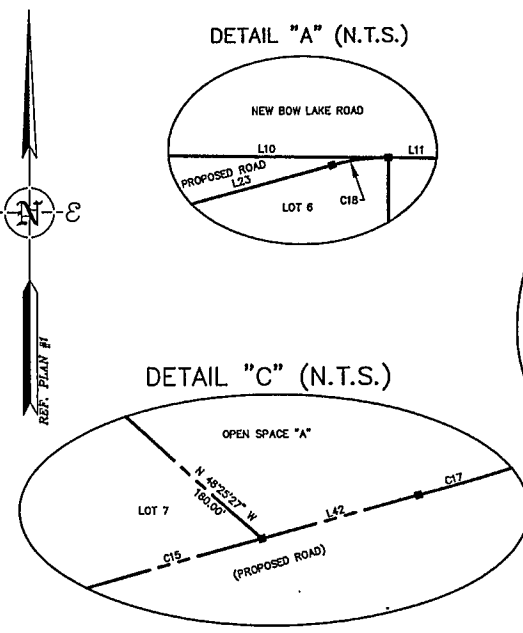 DETAIL "A" (N.T.S.)
NEW BOW LAKE ROAD
L10
L11
PROPOSED ROAD
L23
LOT 6
C18
N
E
REF. PLAN #1
DETAIL "C" (N.T.S.)
OPEN SPACE "A"
N 48°25'27" W
180.00'
LOT 7
C17
L42
C15
(PROPOSED ROAD)